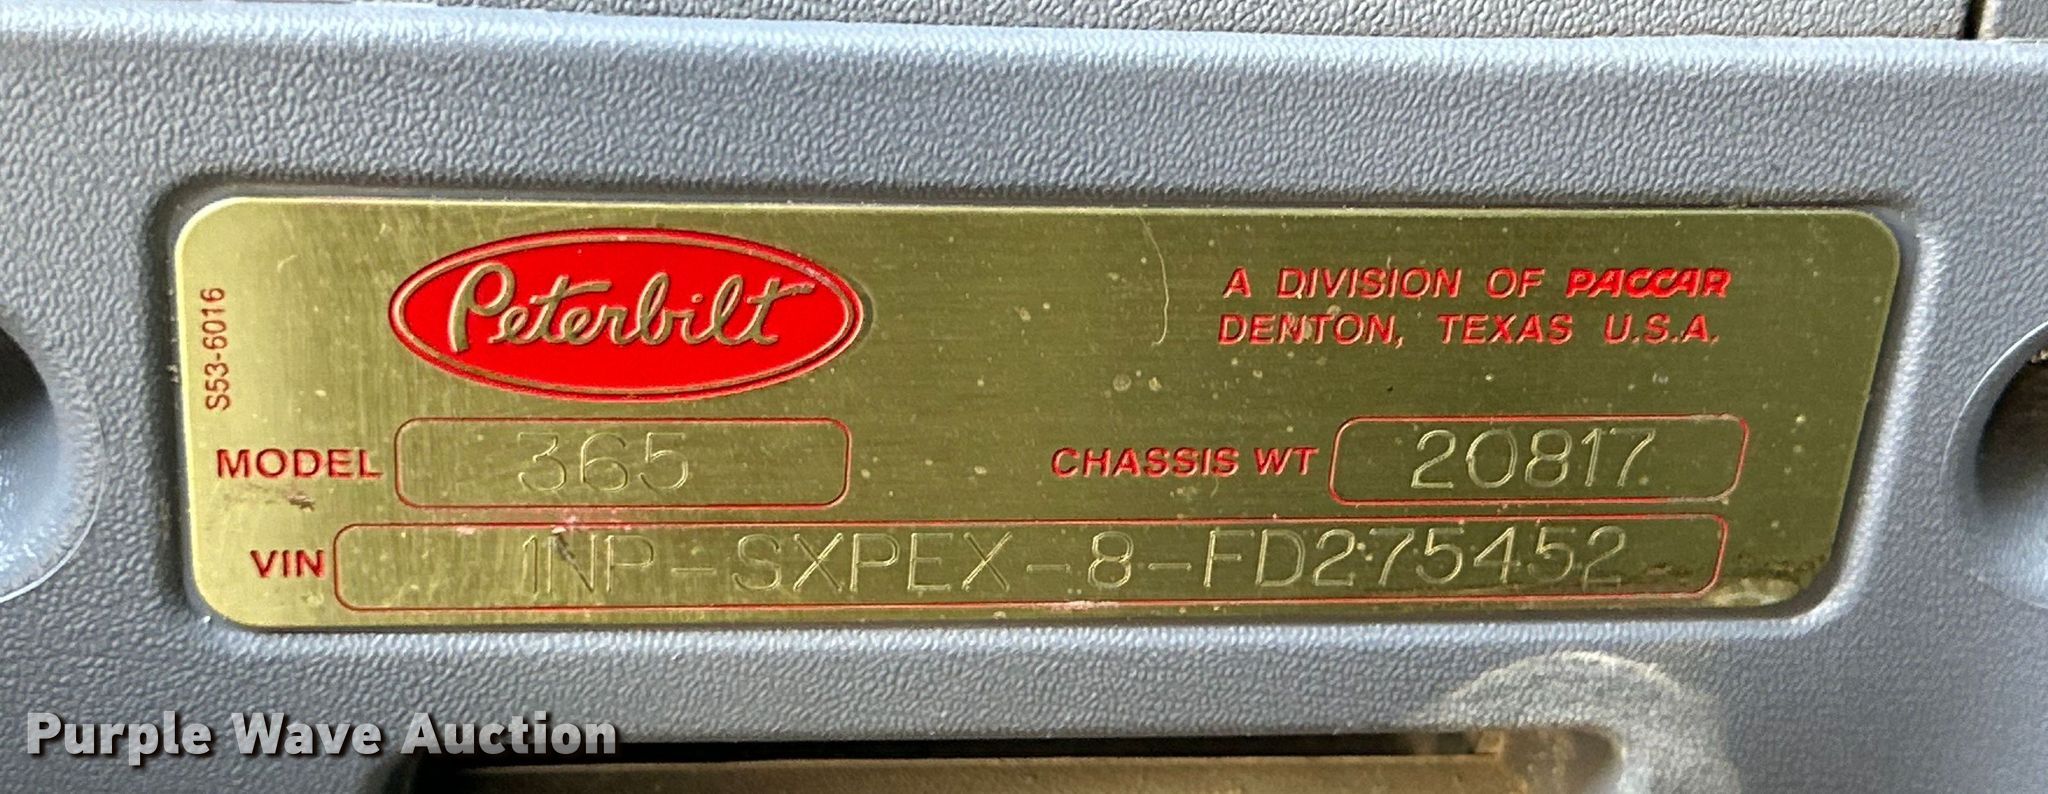 S53-6016
Peterbilt
A DIVISION OF PACCAR
DENTON, TEXAS U.S.A.
MODEL 365
CHASSIS WT 20817
VIN 1NP-SXPEX-8-FD275452
Purple Wave Auction